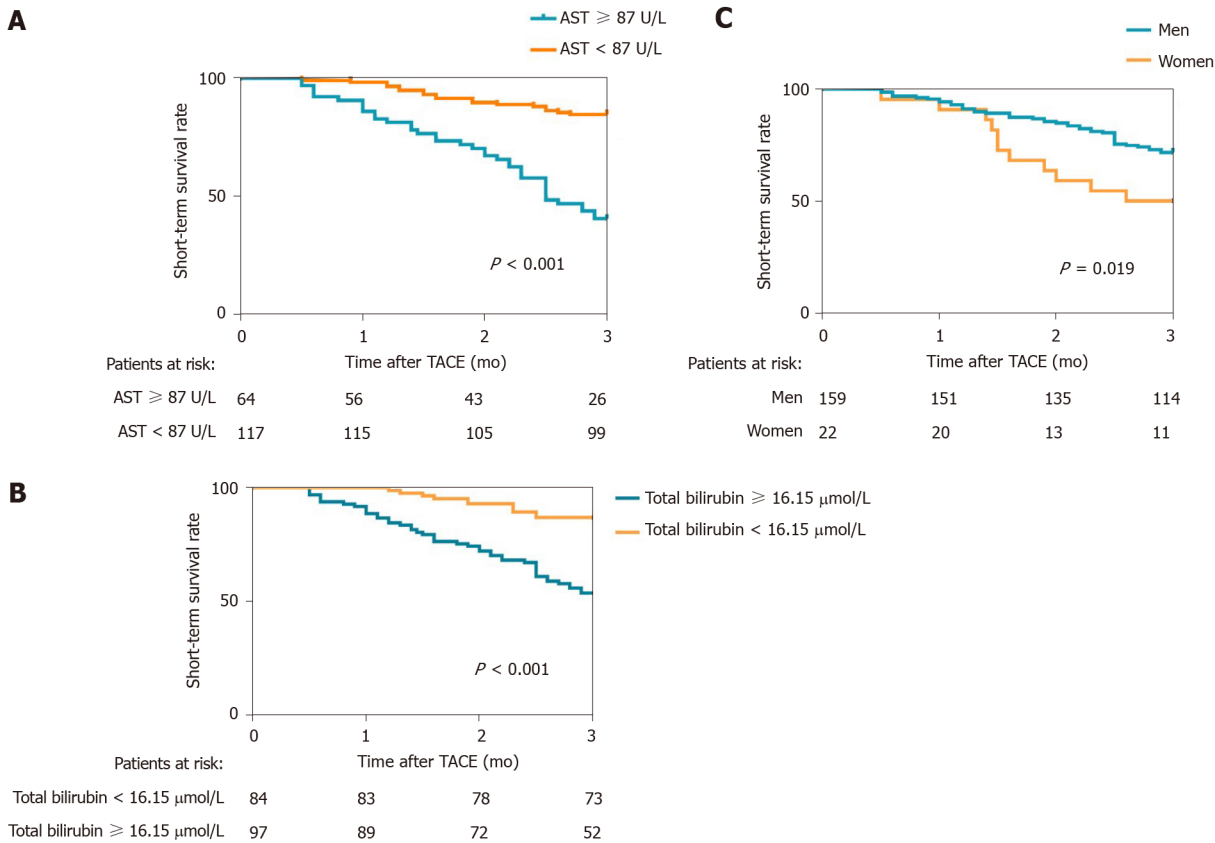 A
AST ⩾ 87 U/L
AST < 87 U/L
100
50
0
Short-term survival rate
P < 0.001
0 1 2 3
Time after TACE (mo)
Patients at risk:
AST ⩾ 87 U/L 64 56 43 26
AST < 87 U/L 117 115 105 99
C
Men
Women
100
50
0
Short-term survival rate
P = 0.019
0 1 2 3
Time after TACE (mo)
Patients at risk:
Men 159 151 135 114
Women 22 20 13 11
B
Total bilirubin ⩾ 16.15 μmol/L
Total bilirubin < 16.15 μmol/L
100
50
0
Short-term survival rate
P < 0.001
0 1 2 3
Time after TACE (mo)
Patients at risk:
Total bilirubin < 16.15 μmol/L 84 83 78 73
Total bilirubin ⩾ 16.15 μmol/L 97 89 72 52